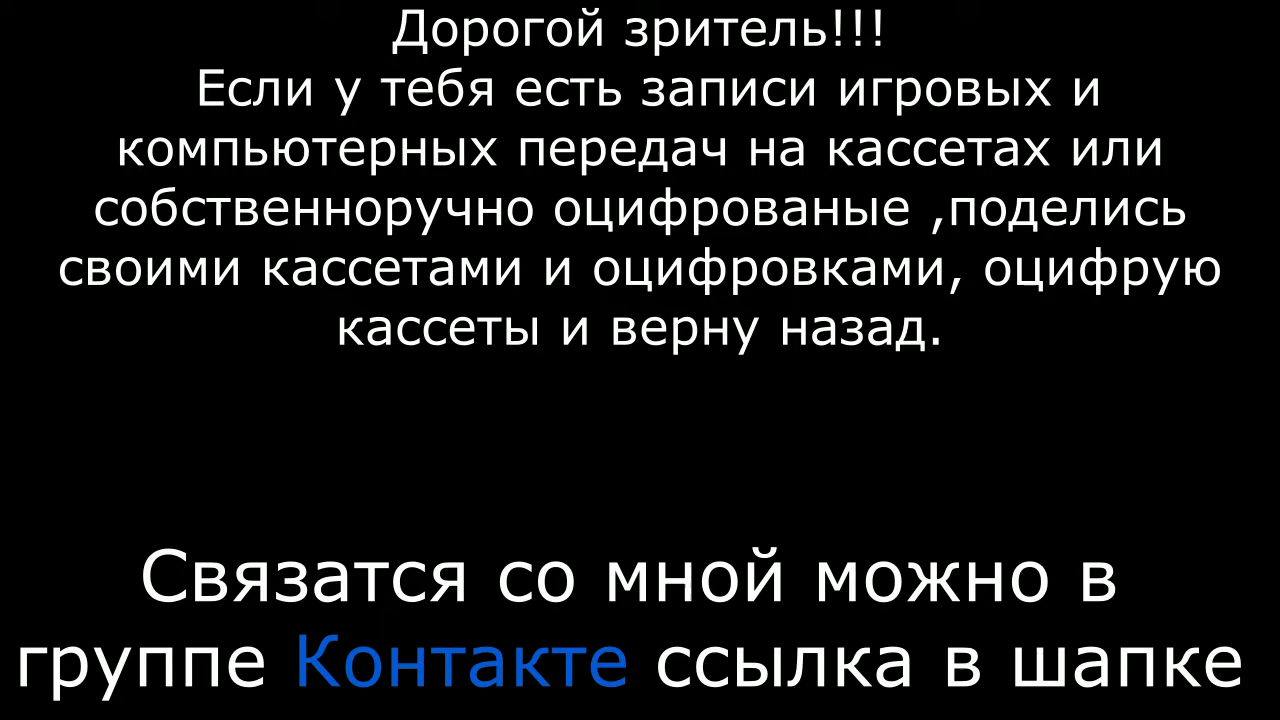 Дорогой зритель!!!
Если у тебя есть записи игровых и
компьютерных передач на кассетах или
собственноручно оцифрованые ,поделись
своими кассетами и оцифровками, оцифрую
кассеты и верну назад.
Связатся со мной можно в
группе Контакте ссылка в шапке